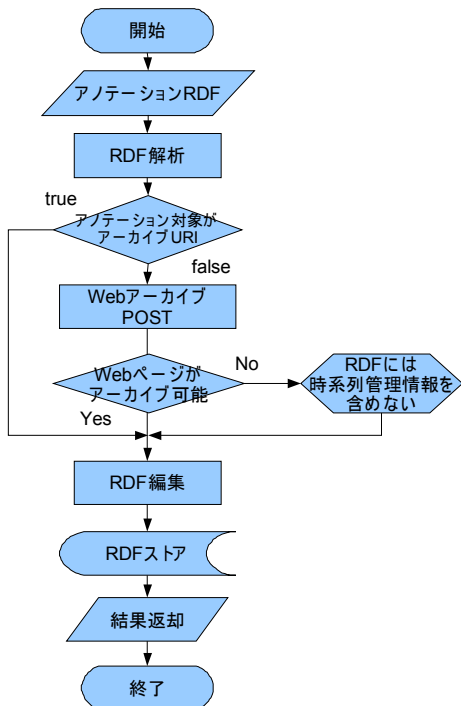 開始
アノテーションRDF
RDF解析
true
アノテーション対象が
アーカイブURI
false
Webアーカイブ
POST
Webページが
アーカイブ可能
No
RDFには
時系列管理情報を
含めない
Yes
RDF編集
RDFストア
結果返却
終了